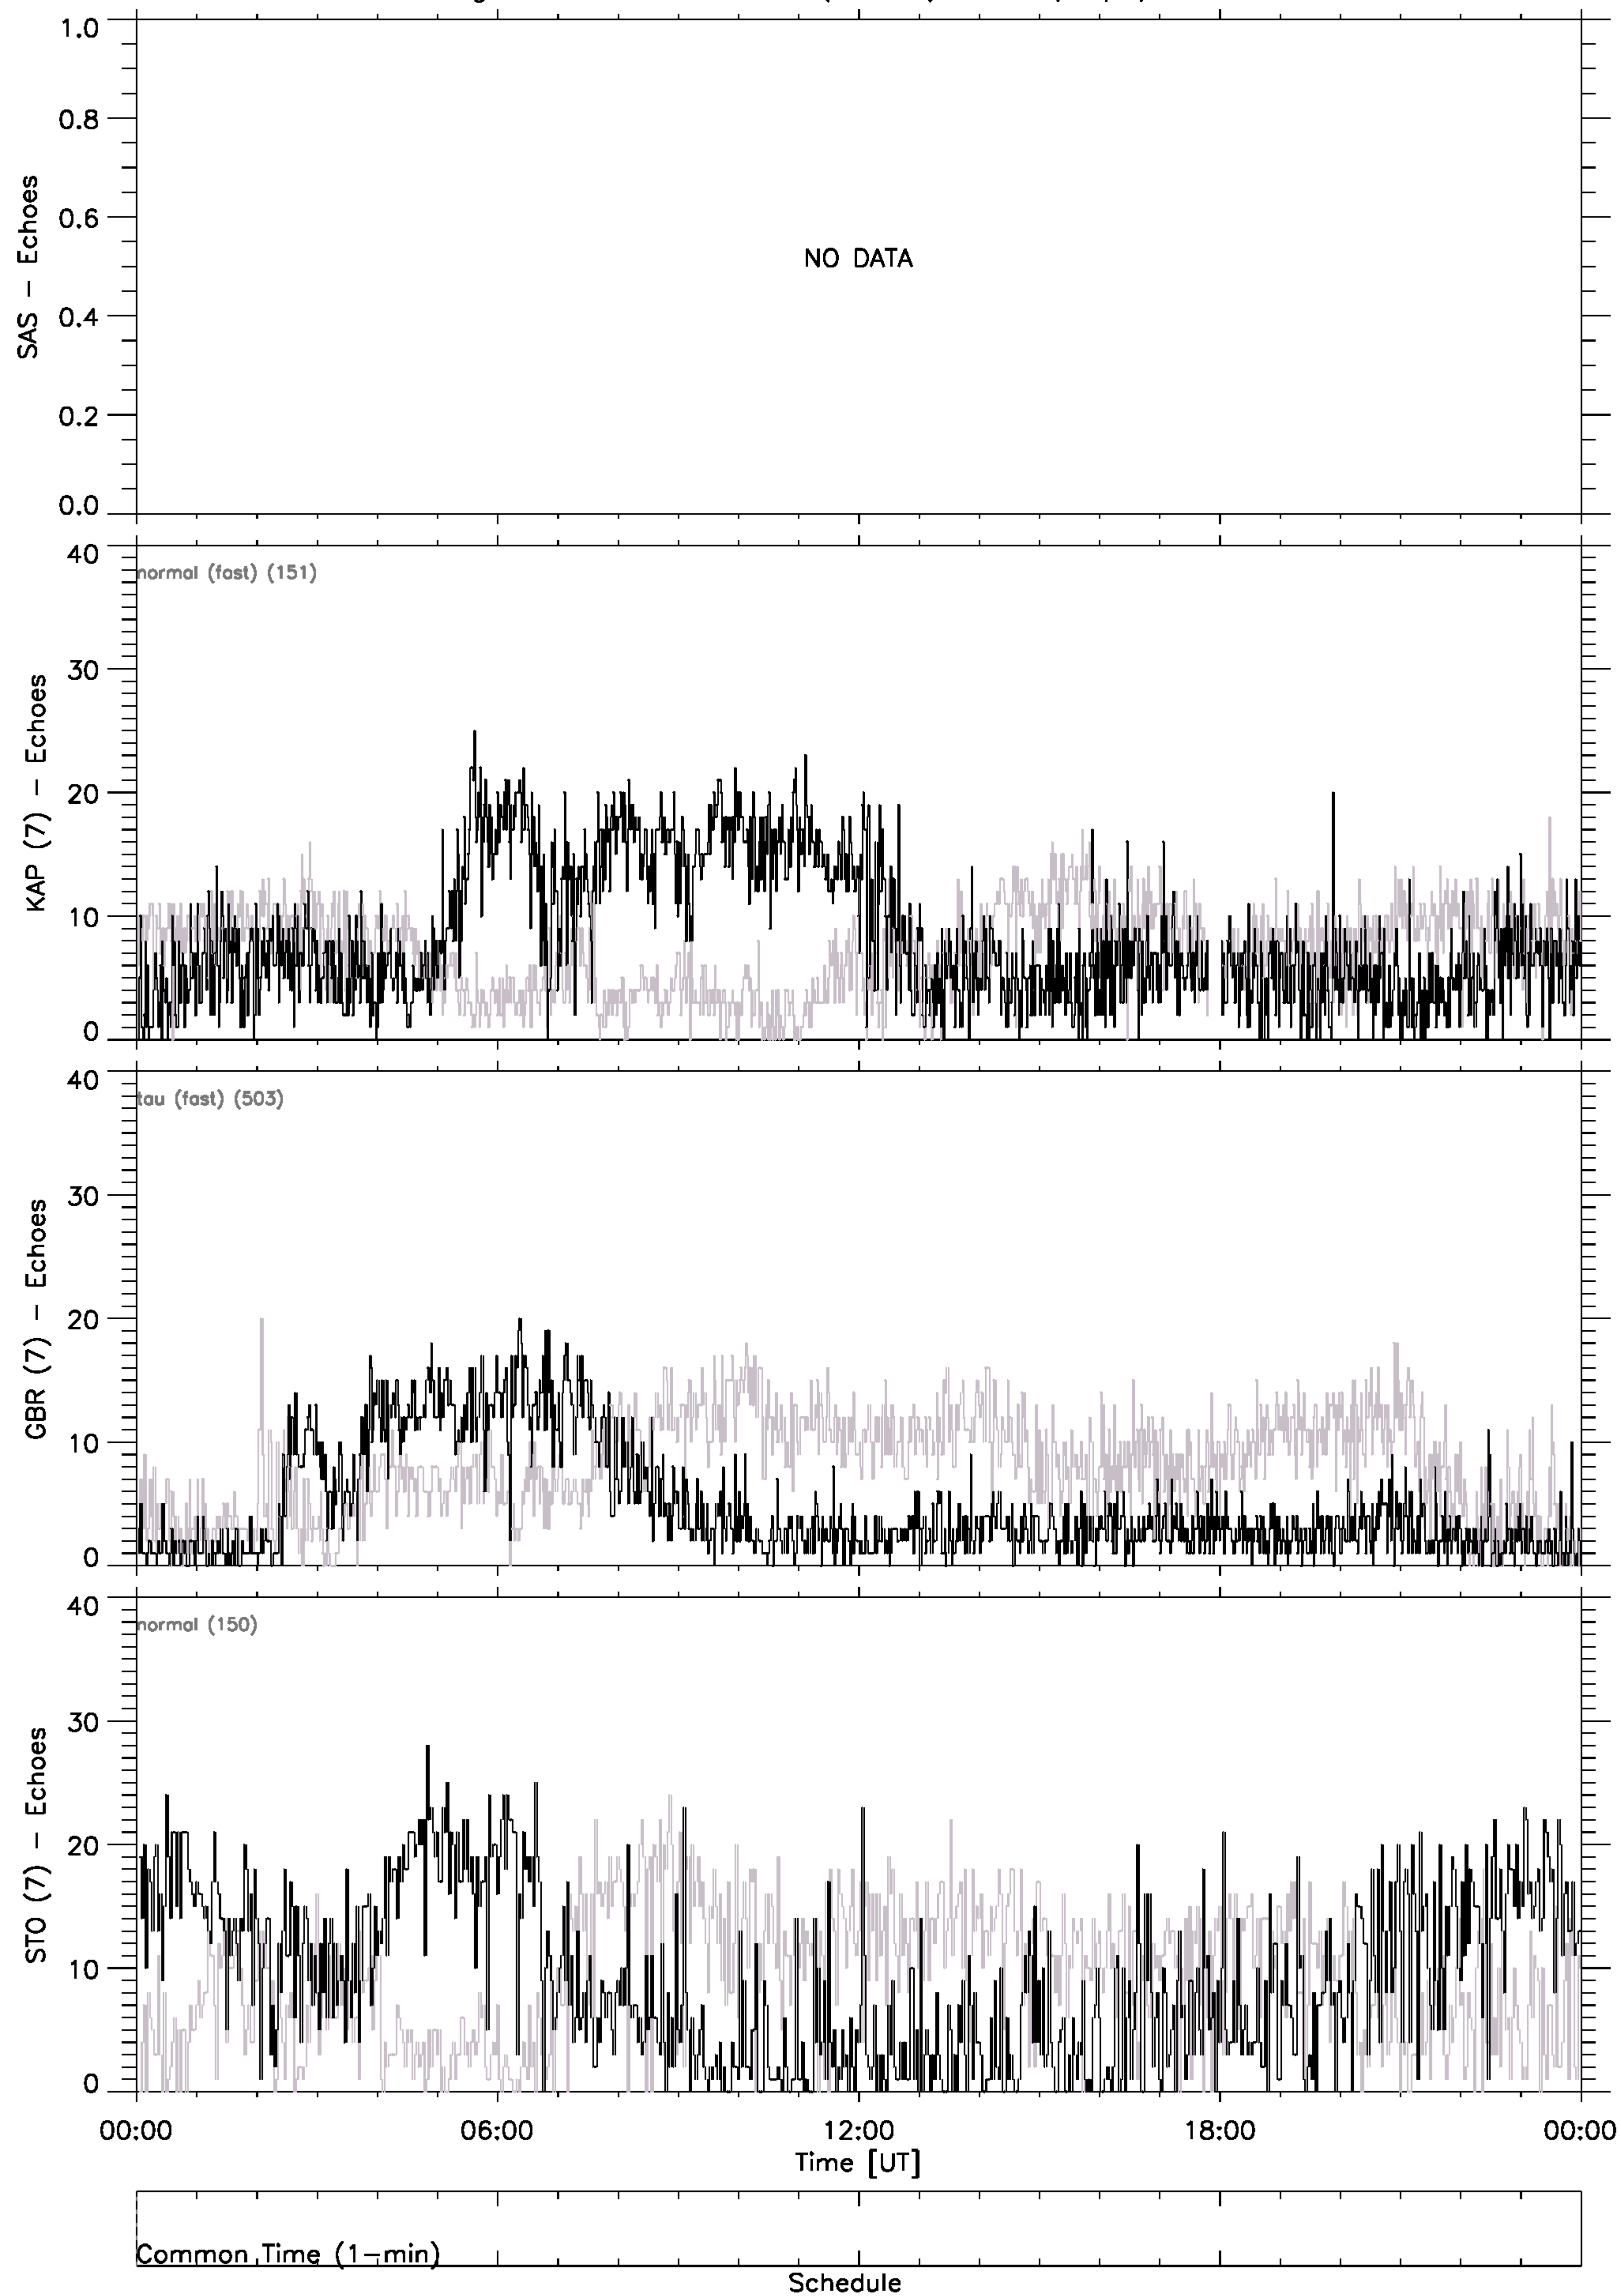 1.0
0.8
0.6
0.4
0.2
0.0
SAS - Echoes
NO DATA
40
30
20
10
0
KAP (7) - Echoes
normal (fast) (151)
40
30
20
10
0
GBR (7) - Echoes
tau (fast) (503)
40
30
20
10
0
STO (7) - Echoes
normal (150)
00:00 06:00 12:00 18:00 00:00
Time [UT]
Common Time (1-min)
Schedule